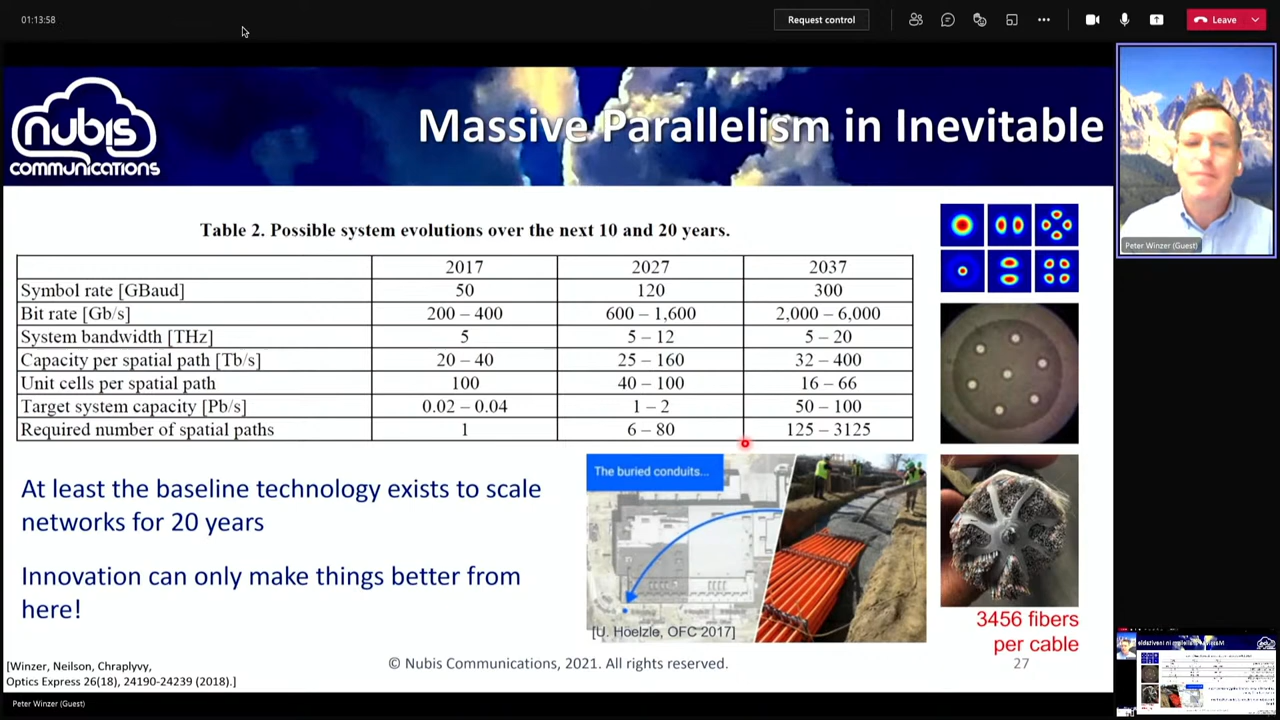 01:13:58
Request control
Leave
nubis
communications
Massive Parallelism in Inevitable
Table 2. Possible system evolutions over the next 10 and 20 years.
2017 2027 2037
Symbol rate [GBaud] 50 120 300
Bit rate [Gb/s] 200 – 400 600 – 1,600 2,000 – 6,000
System bandwidth [THz] 5 5 – 12 5 – 20
Capacity per spatial path [Tb/s] 20 – 40 25 – 160 32 – 400
Unit cells per spatial path 100 40 – 100 16 – 66
Target system capacity [Pb/s] 0.02 – 0.04 1 – 2 50 – 100
Required number of spatial paths 1 6 – 80 125 – 3125
At least the baseline technology exists to scale
networks for 20 years
Innovation can only make things better from
here!
The buried conduits...
[U. Hoelzle, OFC 2017]
3456 fibers
per cable
[Winzer, Neilson, Chraplyvy,
Optics Express 26(18), 24190-24239 (2018).]
© Nubis Communications, 2021. All rights reserved.
27
Peter Winzer (Guest)
Peter Winzer (Guest)